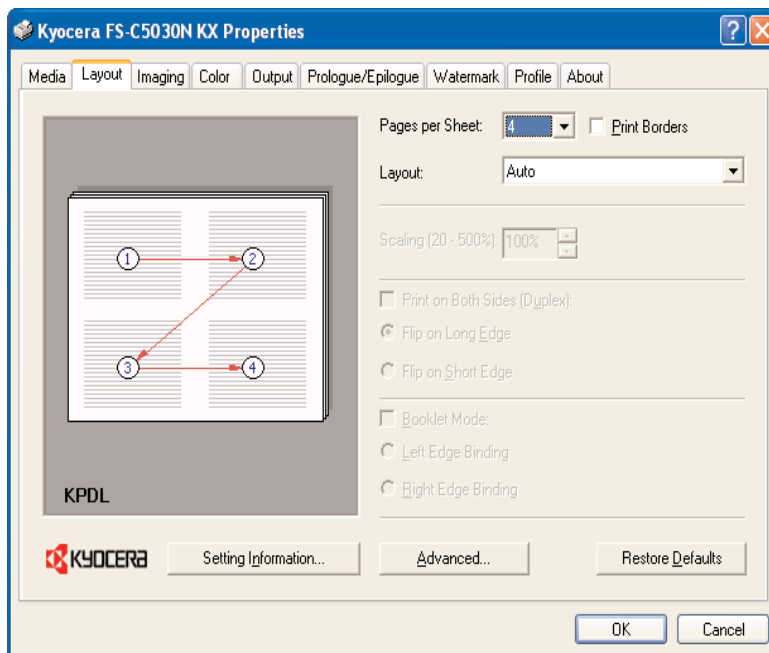 Kyocera FS-C5030N KX Properties
Media Layout Imaging Color Output Prologue/Epilogue Watermark Profile About
Pages per Sheet: 4 Print Borders
Layout: Auto
Scaling (20 - 500%): 100%
Print on Both Sides (Duplex):
Flip on Long Edge
Flip on Short Edge
Booklet Mode:
Left Edge Binding
Right Edge Binding
1 2
3 4
KPDL
KYOCERA Setting Information... Advanced... Restore Defaults
OK Cancel